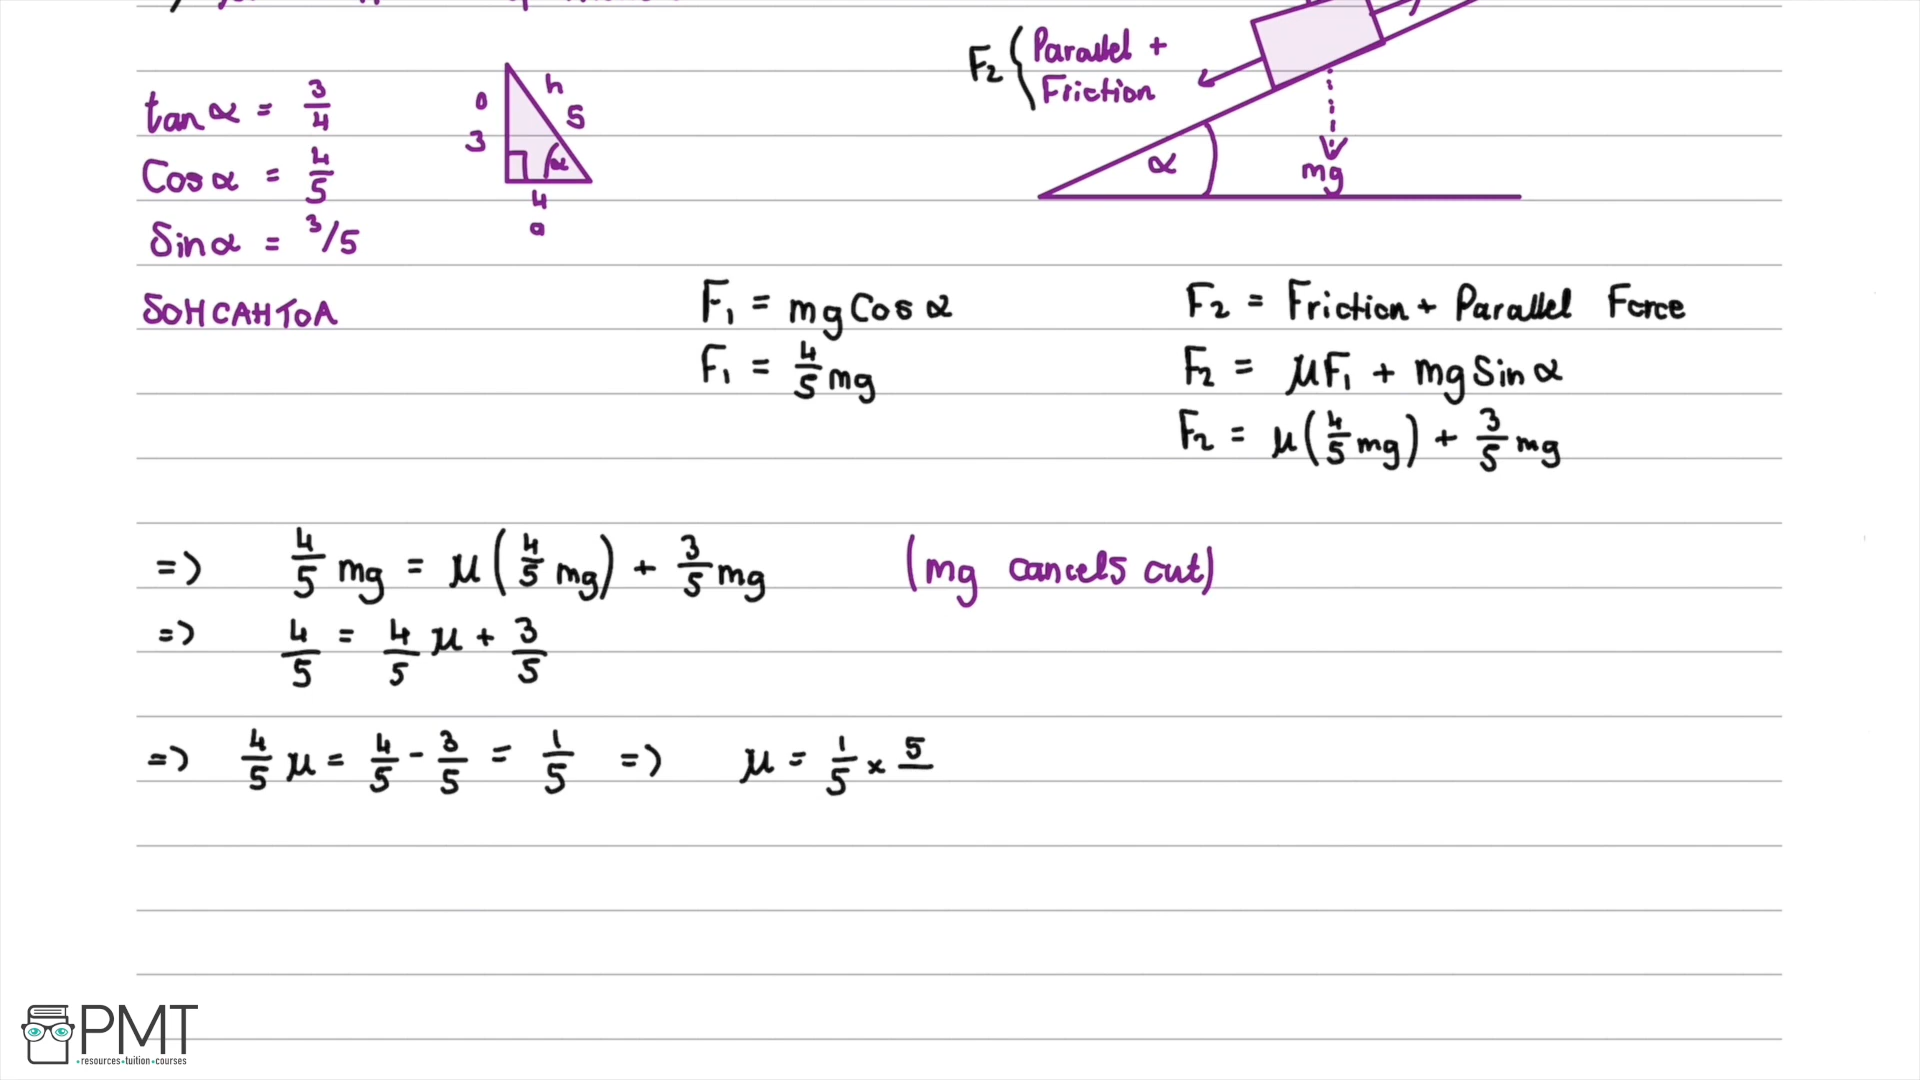 F₂ { Parallel +
Friction
tan α = 3/4
Cos α = 4/5
Sin α = 3/5
SOHCAHTOA
o
3
h
5
α
4
a
α
mg
F₁ = mg Cos α
F₁ = 4/5 mg
F₂ = Friction + Parallel Force
F₂ = μF₁ + mg Sin α
F₂ = μ(4/5 mg) + 3/5 mg
=> 4/5 mg = μ(4/5 mg) + 3/5 mg (mg cancels out)
=> 4/5 = 4/5 μ + 3/5
=> 4/5 μ = 4/5 - 3/5 = 1/5 => μ = 1/5 × 5/
PMT
•resources•tuition•courses